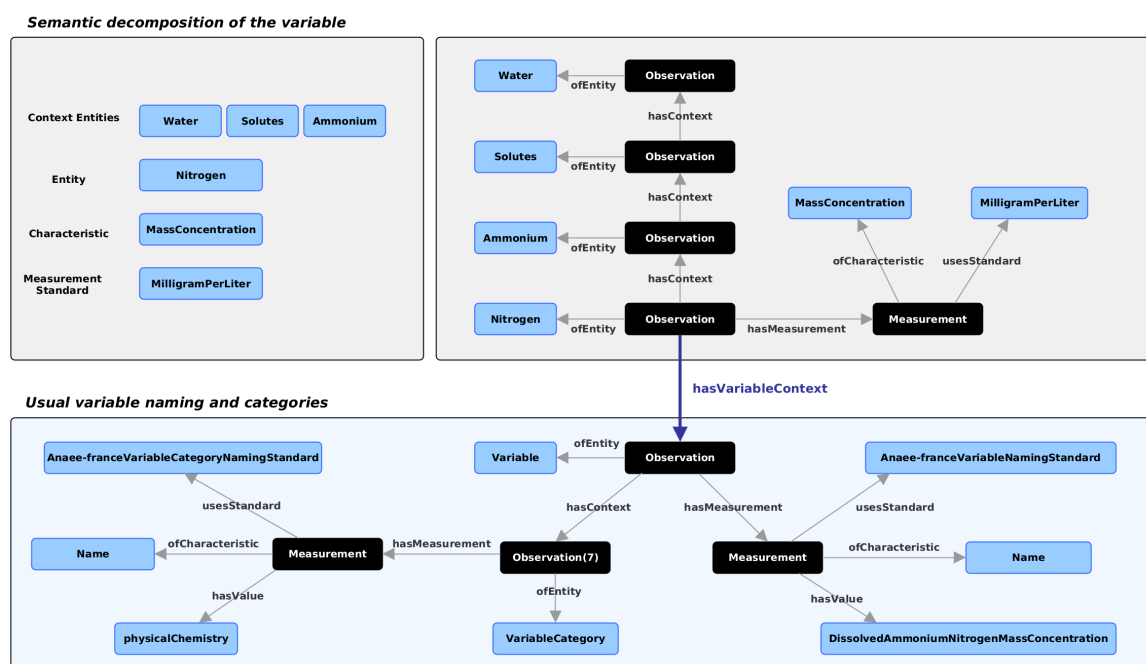 Semantic decomposition of the variable
Context Entities
Water
Solutes
Ammonium
Entity
Nitrogen
Characteristic
MassConcentration
Measurement
Standard
MilligramPerLiter
Water
ofEntity
Observation
hasContext
Solutes
ofEntity
Observation
hasContext
MassConcentration
MilligramPerLiter
Ammonium
ofEntity
Observation
ofCharacteristic
usesStandard
hasContext
Nitrogen
ofEntity
Observation
hasMeasurement
Measurement
hasVariableContext
Usual variable naming and categories
Anaee-franceVariableCategoryNamingStandard
Variable
ofEntity
Observation
Anaee-franceVariableNamingStandard
usesStandard
hasContext
hasMeasurement
usesStandard
Name
ofCharacteristic
Measurement
hasMeasurement
Observation(7)
Measurement
ofCharacteristic
Name
hasValue
ofEntity
hasValue
physicalChemistry
VariableCategory
DissolvedAmmoniumNitrogenMassConcentration